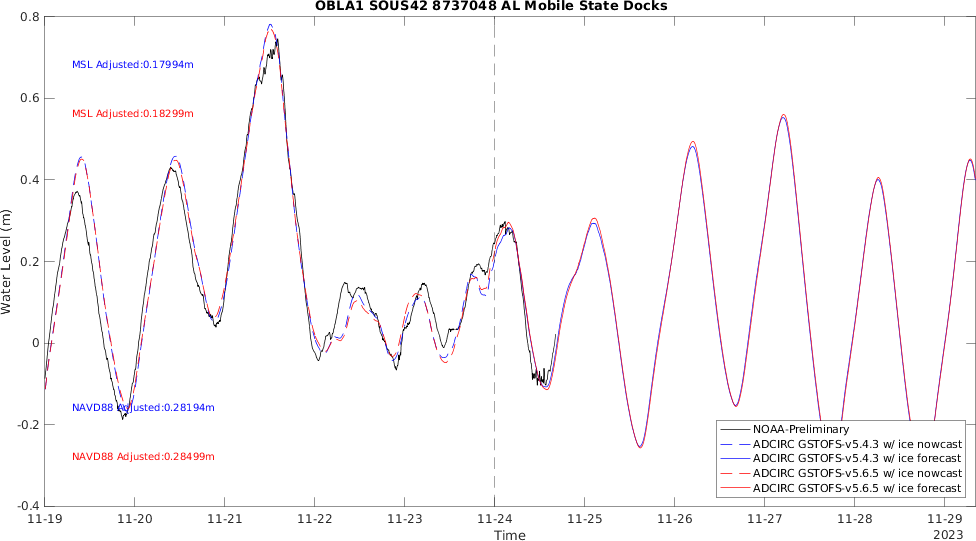 OBLA1 SOUS42 8737048 AL Mobile State Docks
0.8
0.6
0.4
0.2
0
-0.2
-0.4
Water Level (m)
MSL Adjusted:0.17994m
MSL Adjusted:0.18299m
NAVD88 Adjusted:0.28194m
NAVD88 Adjusted:0.28499m
NOAA-Preliminary
ADCIRC GSTOFS-v5.4.3 w/ ice nowcast
ADCIRC GSTOFS-v5.4.3 w/ ice forecast
ADCIRC GSTOFS-v5.6.5 w/ ice nowcast
ADCIRC GSTOFS-v5.6.5 w/ ice forecast
11-19 11-20 11-21 11-22 11-23 11-24 11-25 11-26 11-27 11-28 11-29
Time
2023